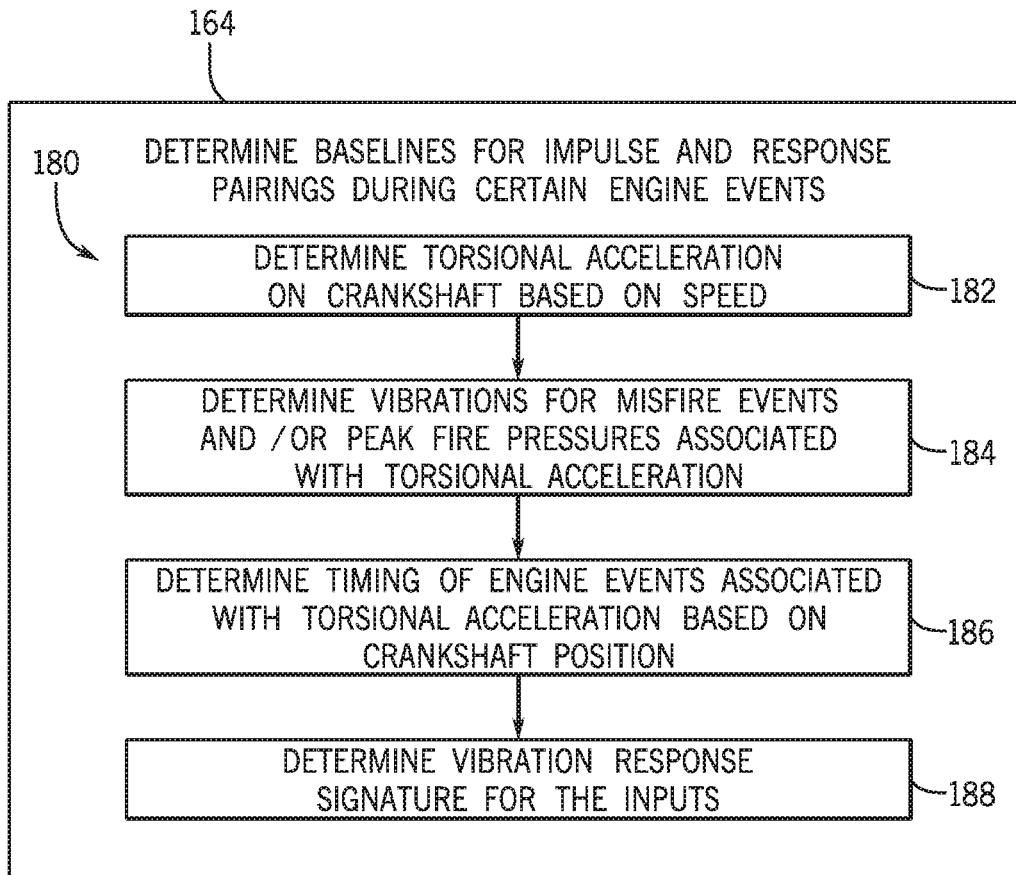 164
DETERMINE BASELINES FOR IMPULSE AND RESPONSE
PAIRINGS DURING CERTAIN ENGINE EVENTS
180
DETERMINE TORSIONAL ACCELERATION
ON CRANKSHAFT BASED ON SPEED
182
DETERMINE VIBRATIONS FOR MISFIRE EVENTS
AND /OR PEAK FIRE PRESSURES ASSOCIATED
WITH TORSIONAL ACCELERATION
184
DETERMINE TIMING OF ENGINE EVENTS ASSOCIATED
WITH TORSIONAL ACCELERATION BASED ON
CRANKSHAFT POSITION
186
DETERMINE VIBRATION RESPONSE
SIGNATURE FOR THE INPUTS
188